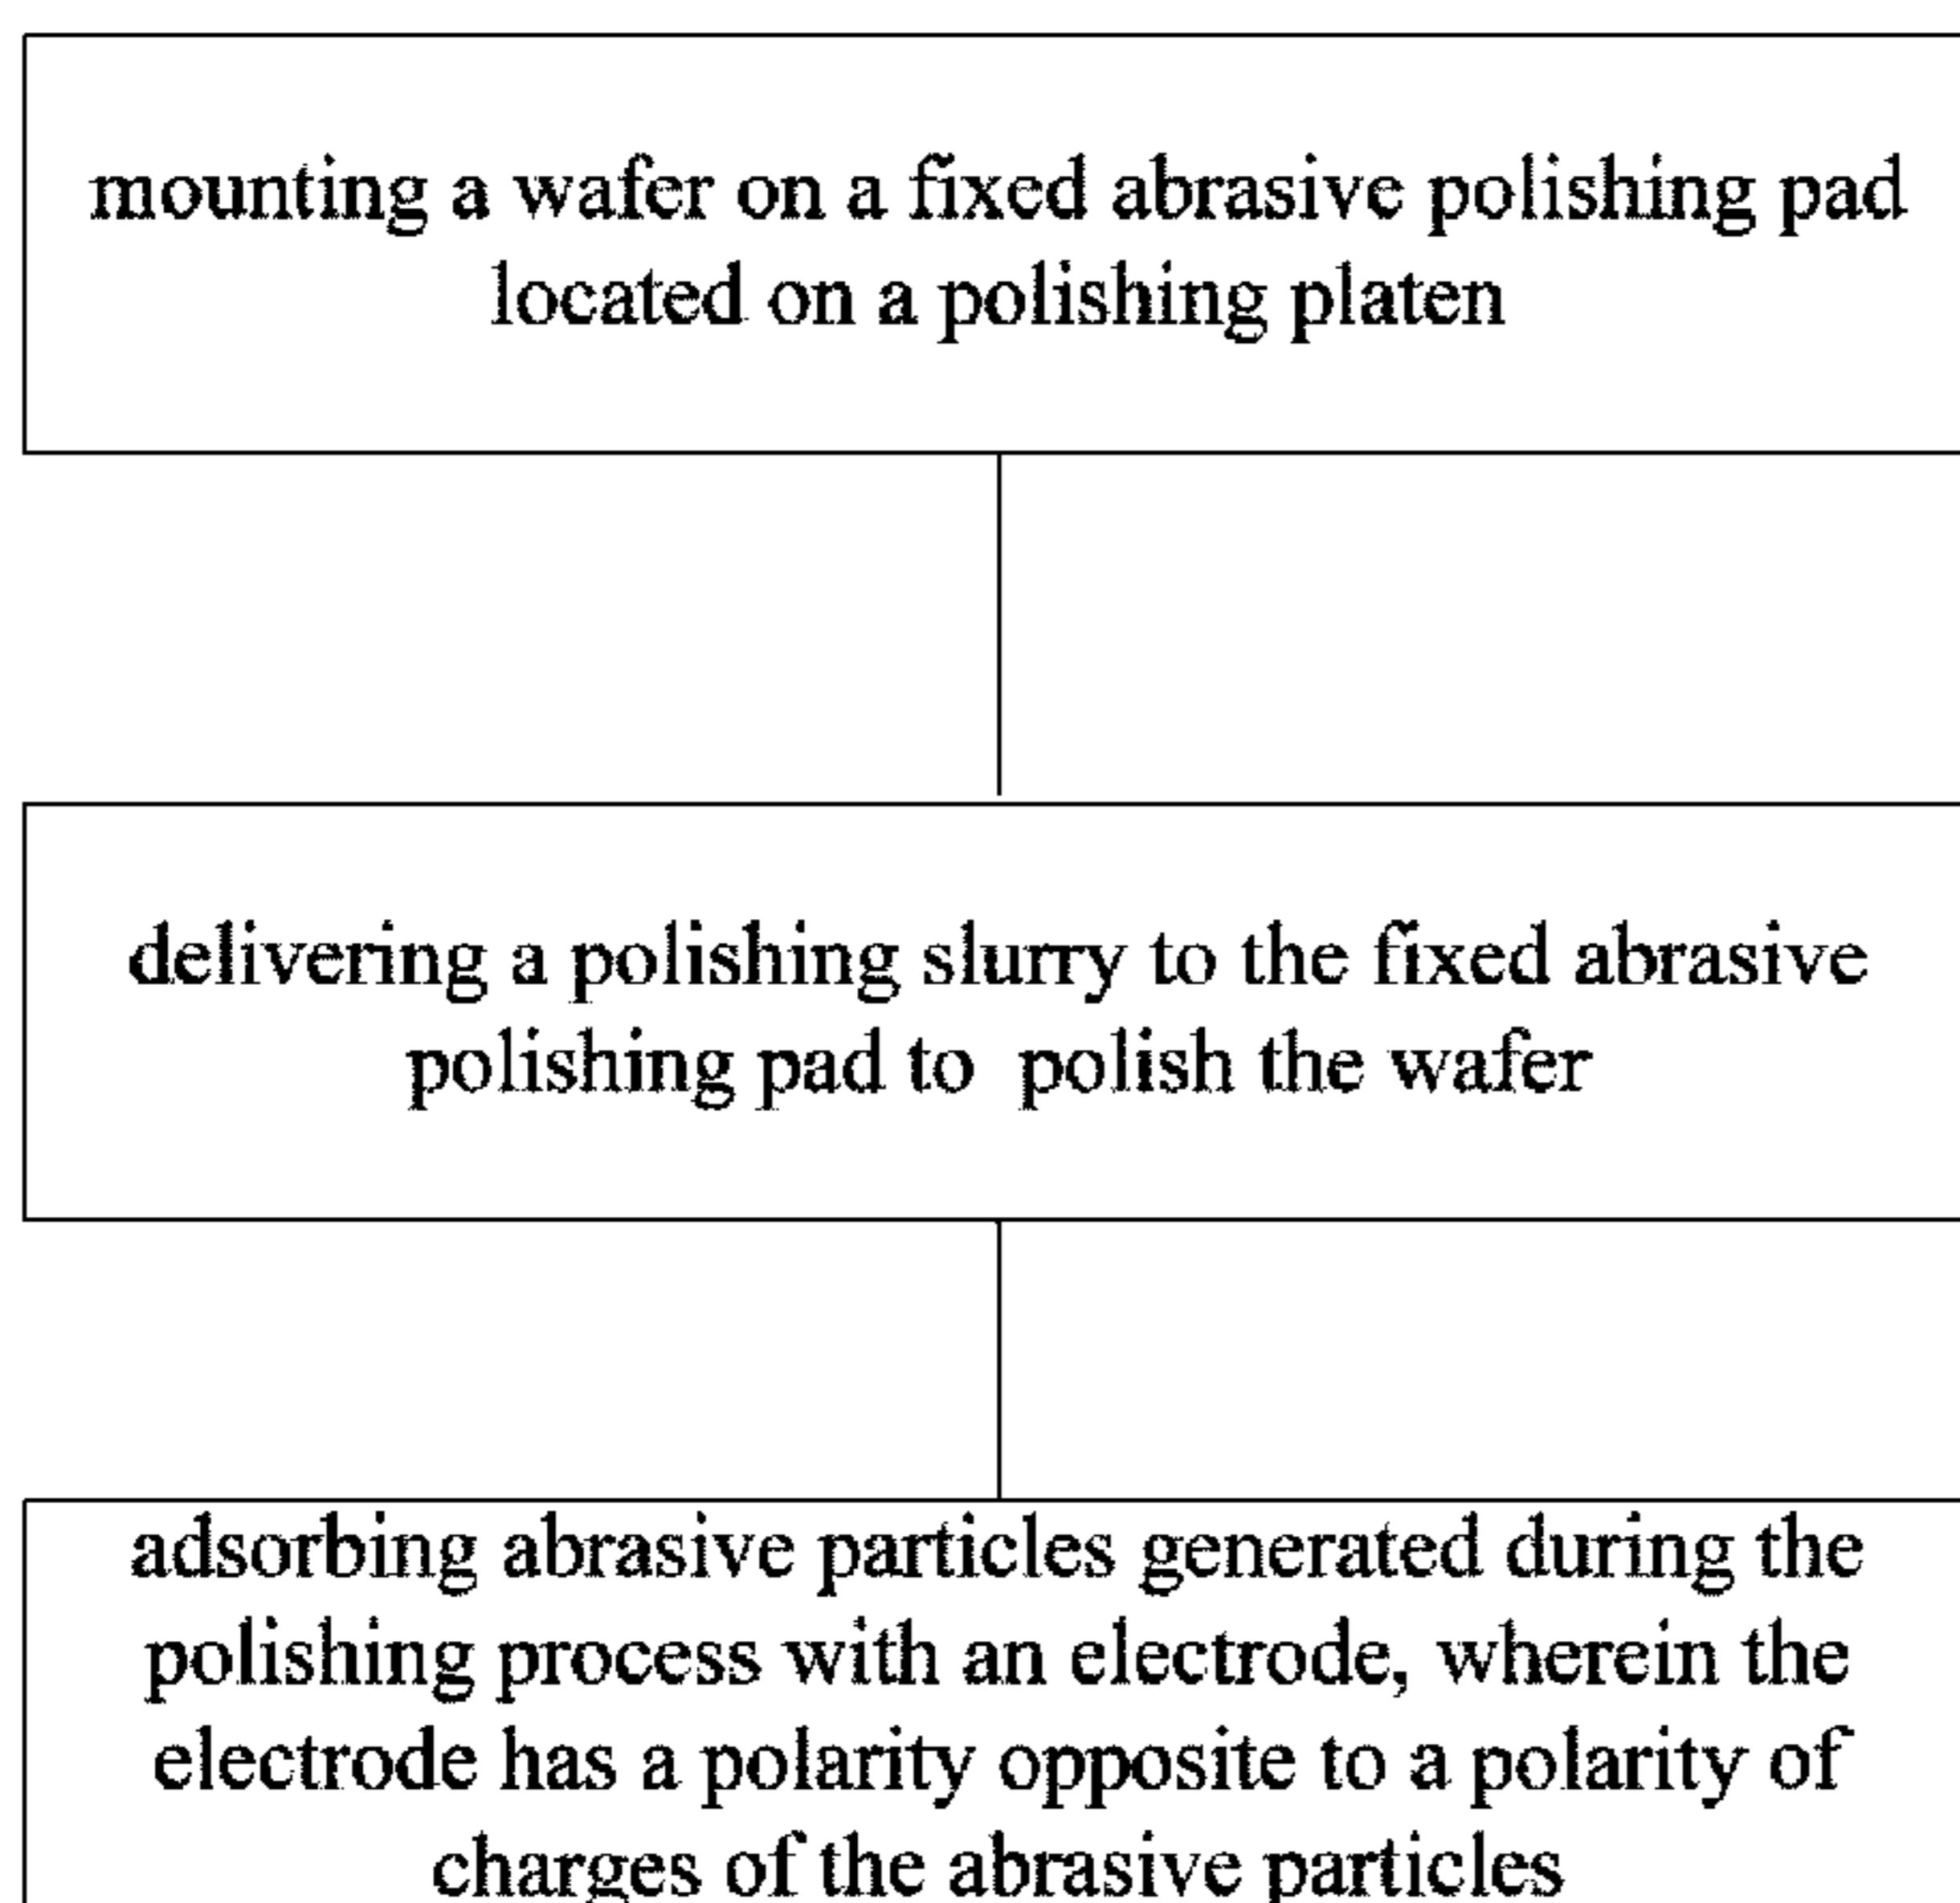 mounting a wafer on a fixed abrasive polishing pad
located on a polishing platen
delivering a polishing slurry to the fixed abrasive
polishing pad to polish the wafer
adsorbing abrasive particles generated during the
polishing process with an electrode, wherein the
electrode has a polarity opposite to a polarity of
charges of the abrasive particles